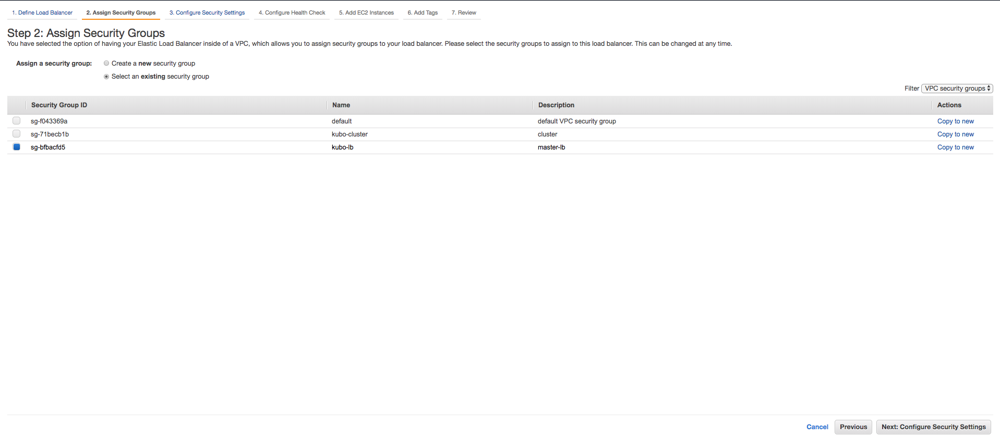 1. Define Load Balancer 2. Assign Security Groups 3. Configure Security Settings 4. Configure Health Check 5. Add EC2 Instances 6. Add Tags 7. Review
Step 2: Assign Security Groups
You have selected the option of having your Elastic Load Balancer inside of a VPC, which allows you to assign security groups to your load balancer. Please select the security groups to assign to this load balancer. This can be changed at any time.
Assign a security group: Create a new security group
Select an existing security group
Filter VPC security groups
Security Group ID Name Description Actions
sg-f043369a default default VPC security group Copy to new
sg-71becb1b kubo-cluster cluster Copy to new
sg-bfbacfd5 kubo-lb master-lb Copy to new
Cancel Previous Next: Configure Security Settings